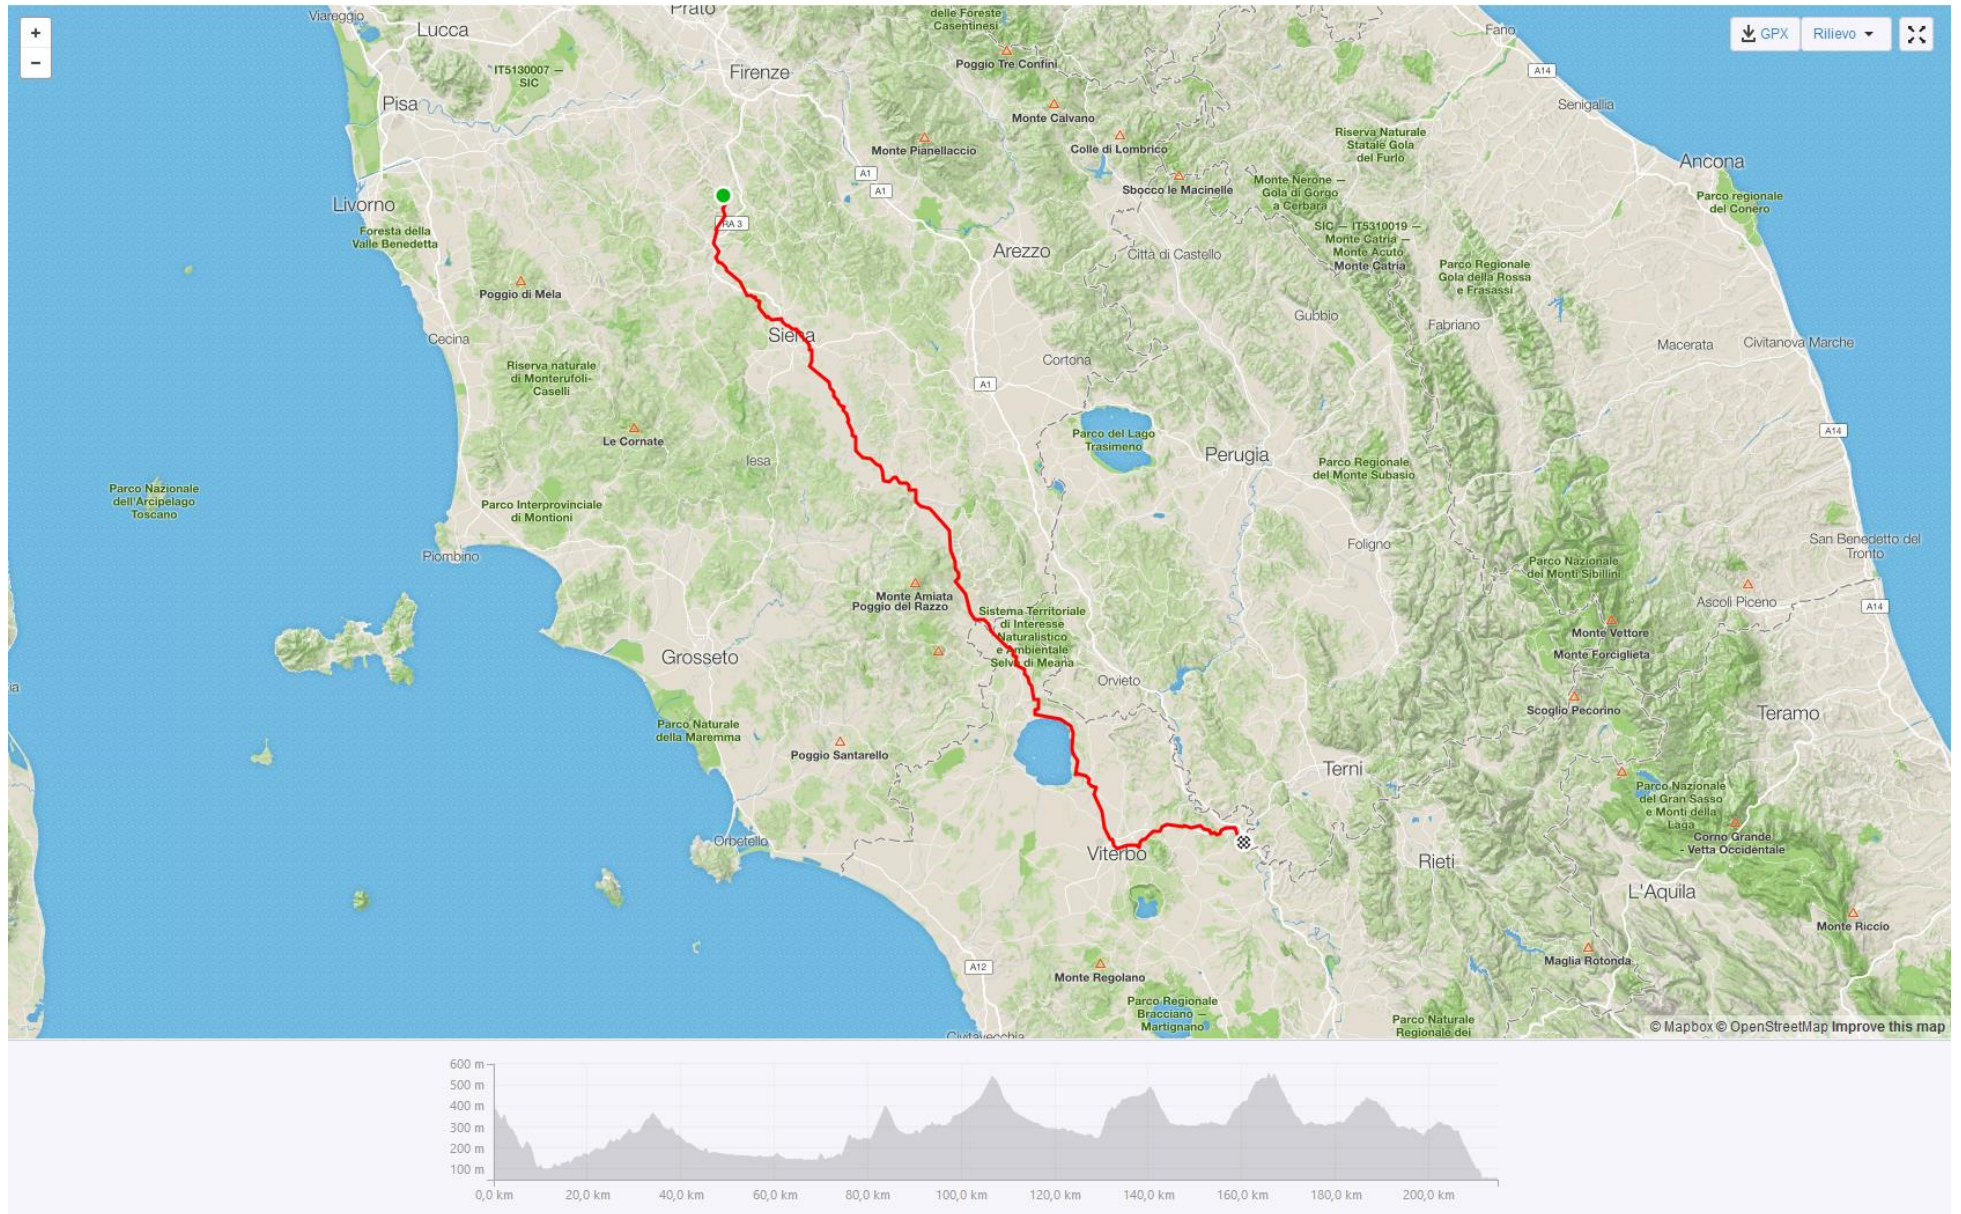 Viareggio
Lucca
Prato
delle Foreste
Casentinesi
Fano
+
−
GPX
Rilievo
IT5130007 —
SIC
Firenze
Poggio Tre Confini
A14
Pisa
Monte Calvano
Senigallia
Monte Pianellaccio
Colle di Lombrico
Riserva Naturale
Statale Gola
del Furlo
Ancona
A1
A1
Sbocco le Macinelle
Monte Nerone —
Gola di Gorgo
a Cerbara
Parco regionale
del Conero
Livorno
RA 3
Foresta della
Valle Benedetta
SIC — IT5310019 —
Monte Catria —
Monte Acuto
Monte Catria
Arezzo
Città di Castello
Parco Regionale
Gola della Rossa
e Frasassi
Poggio di Mela
Gubbio
Fabriano
Cecina
Siena
Macerata
Civitanova Marche
Cortona
Riserva naturale
di Monterufoli-
Caselli
A1
Le Cornate
Parco del Lago
Trasimeno
A14
Iesa
Perugia
Parco Regionale
del Monte Subasio
Parco Nazionale
dell'Arcipelago
Toscano
Parco Interprovinciale
di Montioni
Piombino
Foligno
San Benedetto del
Tronto
Parco Nazionale
dei Monti Sibillini
Monte Amiata
Poggio del Razzo
Sistema Territoriale
di Interesse
Naturalistico
e Ambientale
Selva di Meana
Ascoli Piceno
A14
Monte Vettore
Grosseto
Monte Forciglieta
Orvieto
Scoglio Pecorino
Teramo
Parco Naturale
della Maremma
Poggio Santarello
Terni
Parco Nazionale
del Gran Sasso
e Monti della
Laga
Corno Grande
- Vetta Occidentale
Orbetello
Viterbo
Rieti
L'Aquila
Monte Riccio
A12
Monte Regolano
Maglia Rotonda
Parco Regionale
Bracciano —
Martignano
Parco Naturale
Regionale dei
Civitavecchia
© Mapbox © OpenStreetMap Improve this map
600 m
500 m
400 m
300 m
200 m
100 m
0,0 km 20,0 km 40,0 km 60,0 km 80,0 km 100,0 km 120,0 km 140,0 km 160,0 km 180,0 km 200,0 km